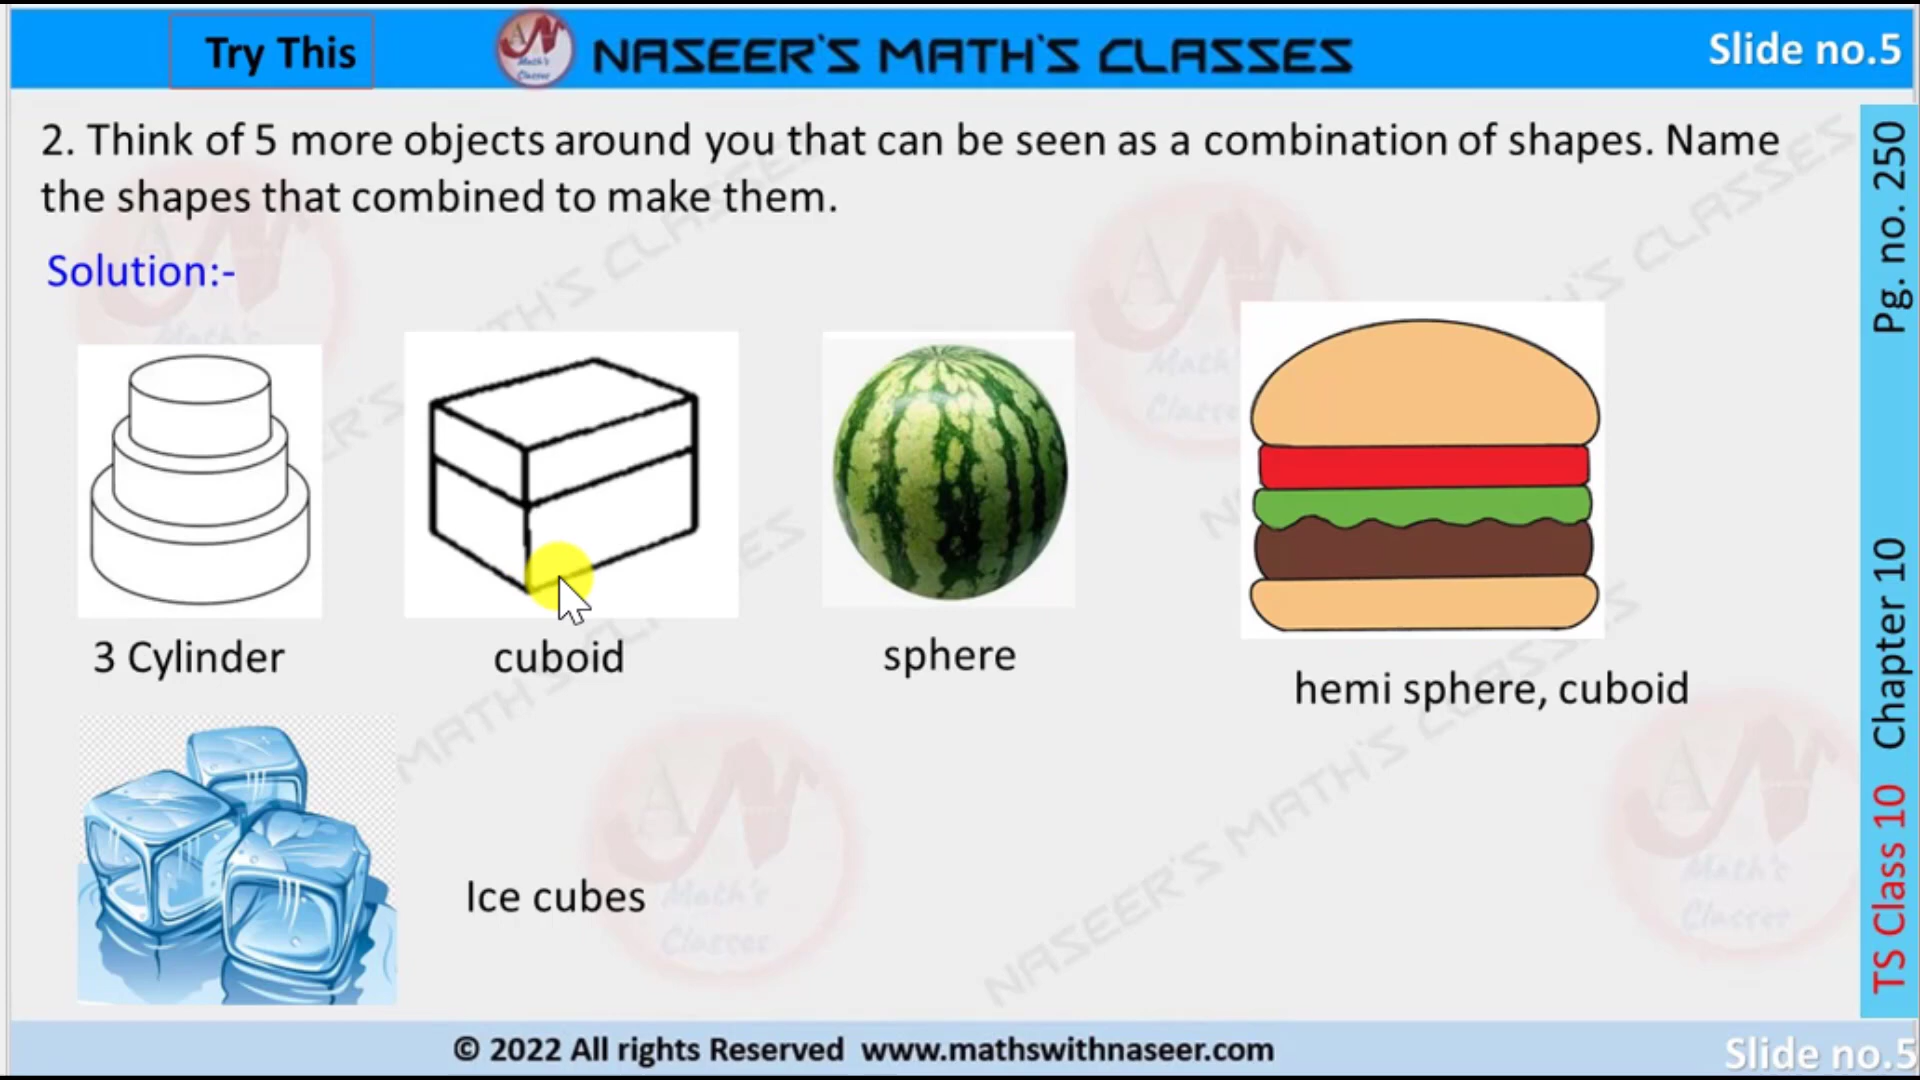 Try This
NASEER'S MATH'S CLASSES
Slide no.5
2. Think of 5 more objects around you that can be seen as a combination of shapes. Name
the shapes that combined to make them.
Solution:-
3 Cylinder
cuboid
sphere
hemi sphere, cuboid
Ice cubes
Pg. no. 250
TS Class 10 Chapter 10
© 2022 All rights Reserved www.mathswithnaseer.com
Slide no.5